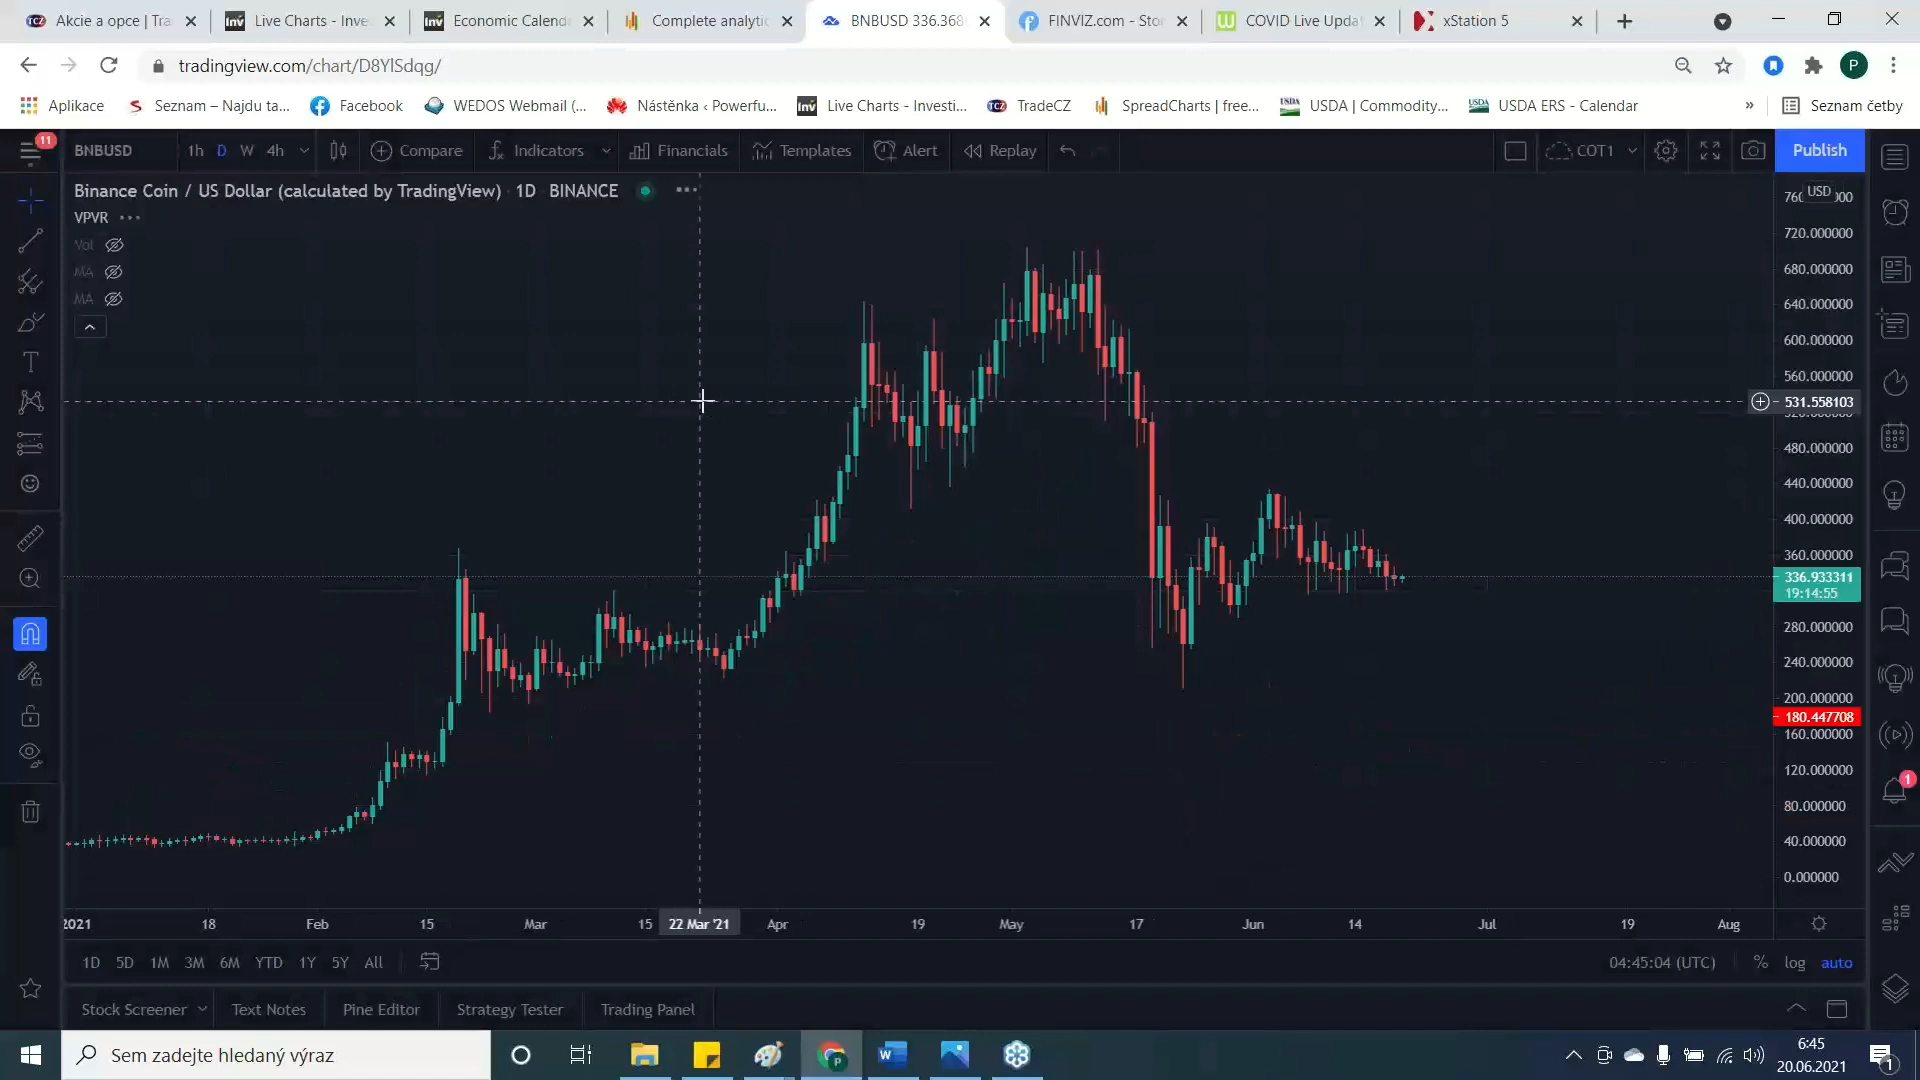 Akcie a opce | Tra
Live Charts - Inve
Economic Calend
Complete analytic
BNBUSD 336.368
FINVIZ.com - Sto
COVID Live Updat
xStation 5
tradingview.com/chart/D8YlSdqg/
P
Aplikace
Seznam – Najdu ta...
Facebook
WEDOS Webmail (...
Nástěnka ‹ Powerfu...
Live Charts - Investi...
TradeCZ
SpreadCharts | free...
USDA | Commodity...
USDA ERS - Calendar
»
Seznam četby
11
BNBUSD
1h D W 4h
Compare
Indicators
Financials
Templates
Alert
Replay
COT1
Publish
Binance Coin / US Dollar (calculated by TradingView) · 1D · BINANCE
VPVR
Vol
MA
MA
USD
720.000000
680.000000
640.000000
600.000000
560.000000
531.558103
480.000000
440.000000
400.000000
360.000000
336.933311
19:14:55
280.000000
240.000000
200.000000
180.447708
160.000000
120.000000
80.000000
40.000000
0.000000
1
2021 18 Feb 15 Mar 15 22 Mar '21 Apr 19 May 17 Jun 14 Jul 19 Aug
1D 5D 1M 3M 6M YTD 1Y 5Y All
04:45:04 (UTC) % log auto
Stock Screener
Text Notes
Pine Editor
Strategy Tester
Trading Panel
Sem zadejte hledaný výraz
6:45
20.06.2021
1